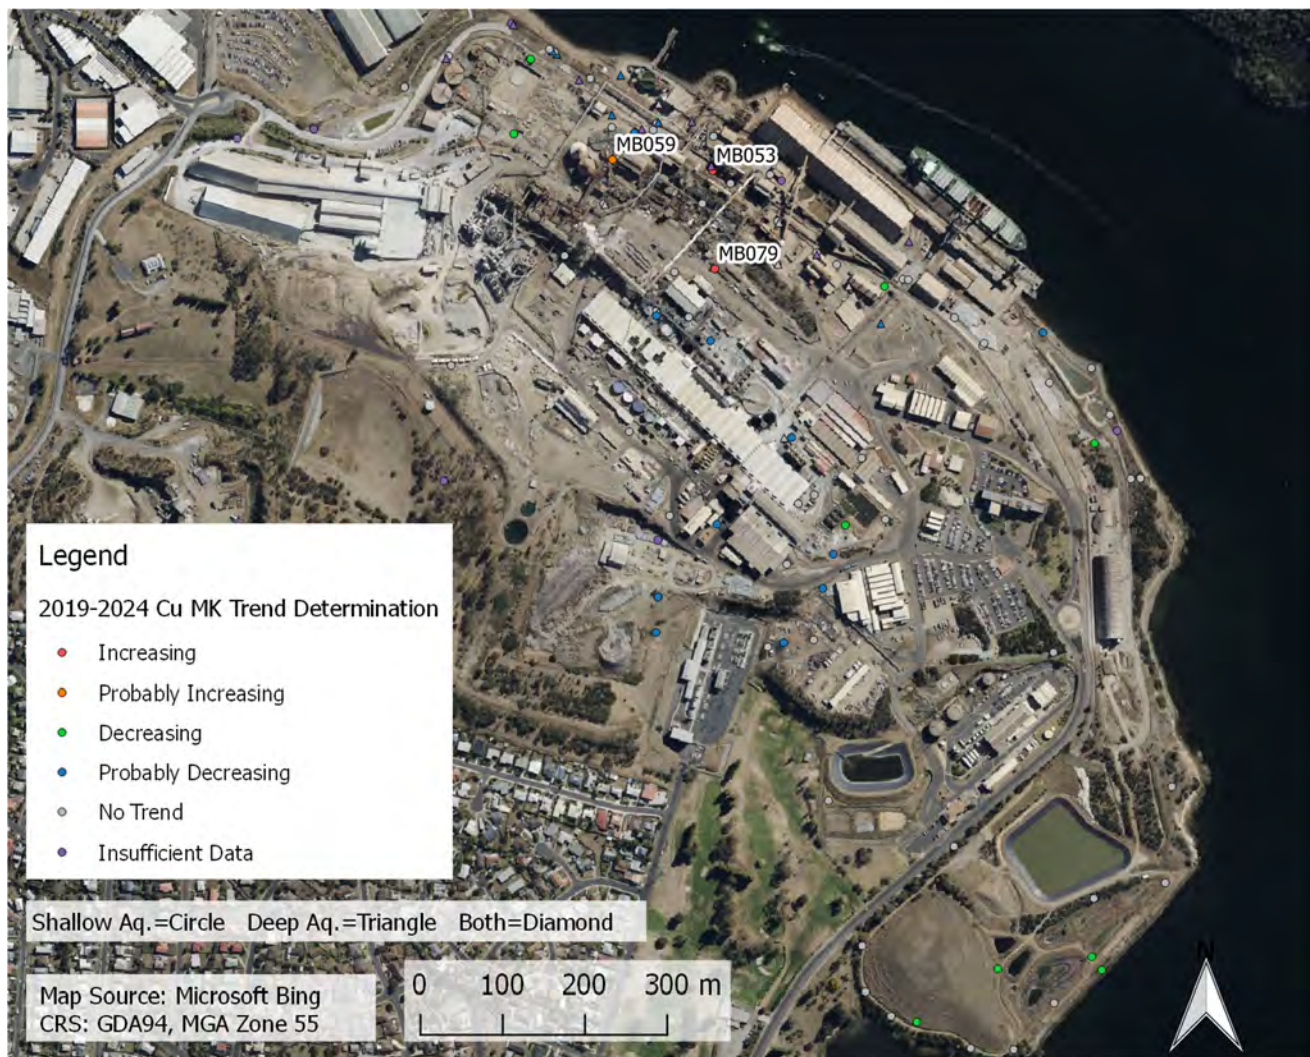 MB059
MB053
MB079
Legend
2019-2024 Cu MK Trend Determination
Increasing
Probably Increasing
Decreasing
Probably Decreasing
No Trend
Insufficient Data
Shallow Aq.=Circle Deep Aq.=Triangle Both=Diamond
Map Source: Microsoft Bing
CRS: GDA94, MGA Zone 55
0 100 200 300 m
N